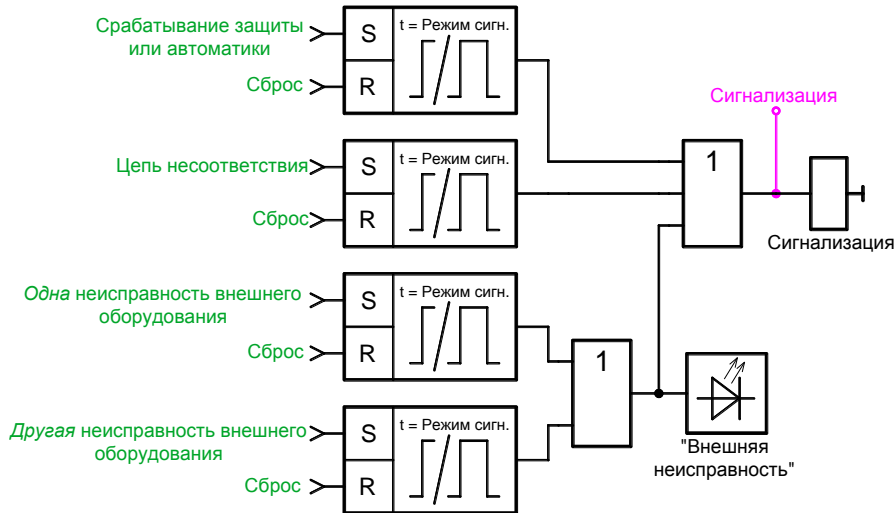 Срабатывание защиты
или автоматики
S
t = Режим сигн.
Сброс
R
Сигнализация
Цепь несоответствия
S
t = Режим сигн.
1
Сброс
R
Сигнализация
Одна неисправность внешнего
оборудования
S
t = Режим сигн.
Сброс
R
1
Другая неисправность внешнего
оборудования
S
t = Режим сигн.
"Внешняя
неисправность"
Сброс
R